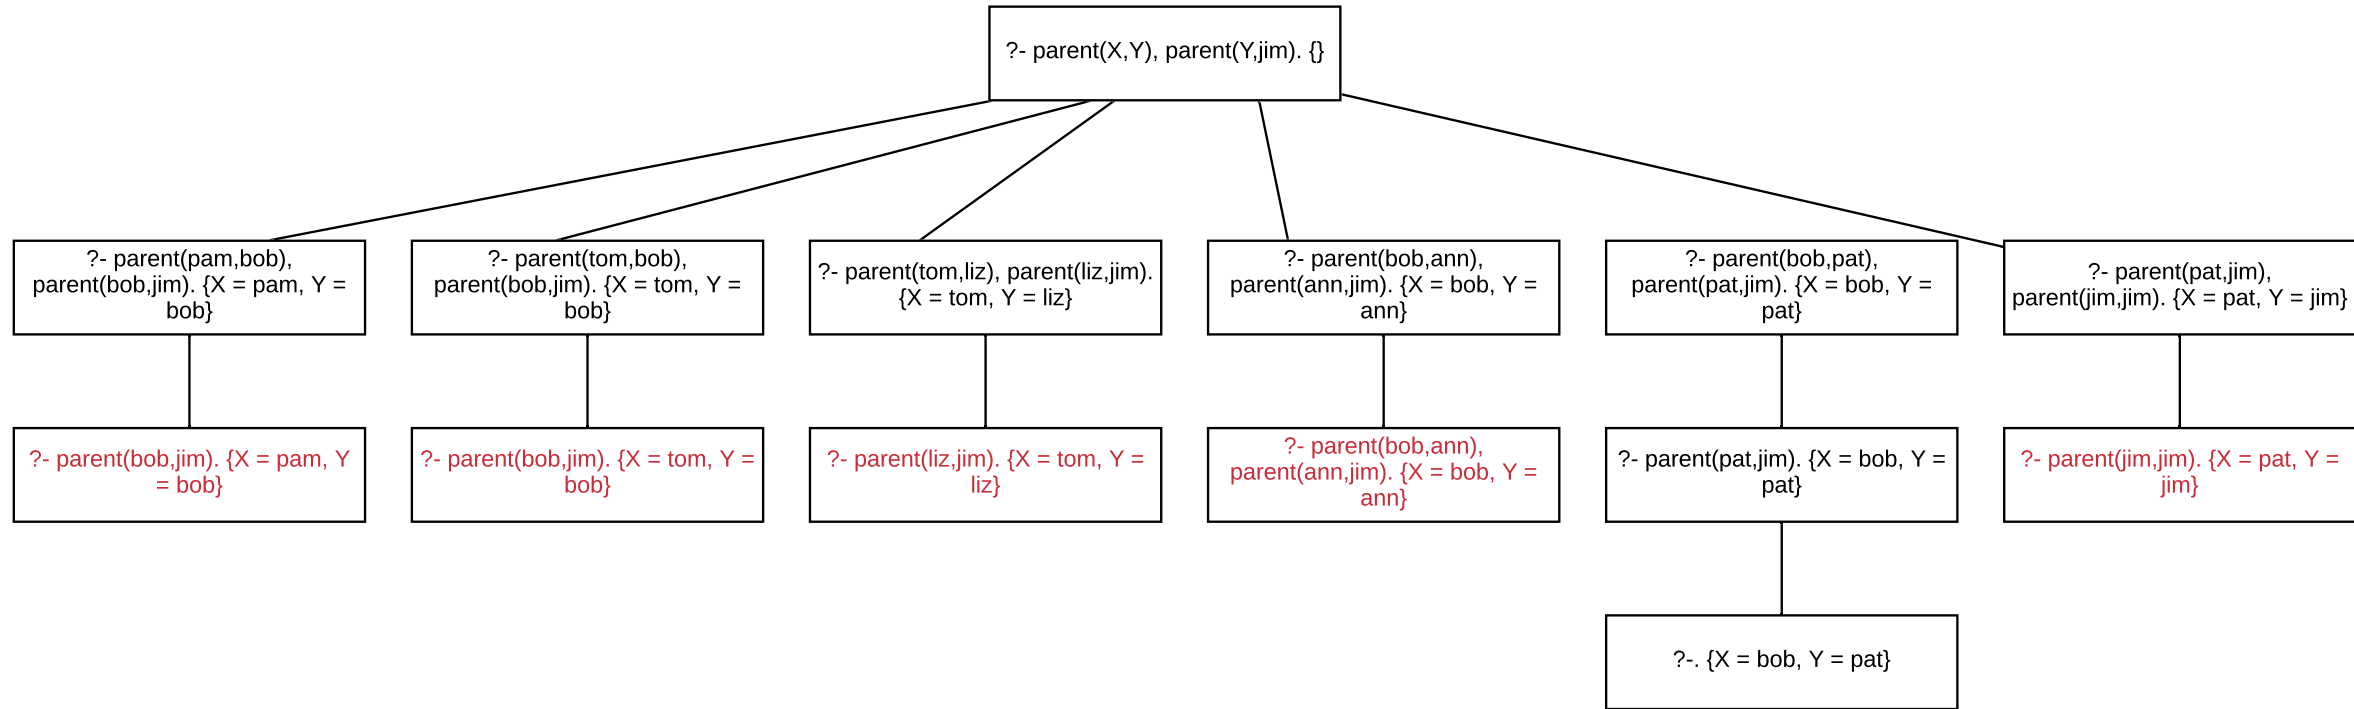 ?- parent(X,Y), parent(Y,jim). {}
?- parent(pam,bob),
parent(bob,jim). {X = pam, Y =
bob}
?- parent(tom,bob),
parent(bob,jim). {X = tom, Y =
bob}
?- parent(tom,liz), parent(liz,jim).
{X = tom, Y = liz}
?- parent(bob,ann),
parent(ann,jim). {X = bob, Y =
ann}
?- parent(bob,pat),
parent(pat,jim). {X = bob, Y =
pat}
?- parent(pat,jim),
parent(jim,jim). {X = pat, Y = jim}
?- parent(bob,jim). {X = pam, Y
= bob}
?- parent(bob,jim). {X = tom, Y =
bob}
?- parent(liz,jim). {X = tom, Y =
liz}
?- parent(bob,ann),
parent(ann,jim). {X = bob, Y =
ann}
?- parent(pat,jim). {X = bob, Y =
pat}
?- parent(jim,jim). {X = pat, Y =
jim}
?-. {X = bob, Y = pat}